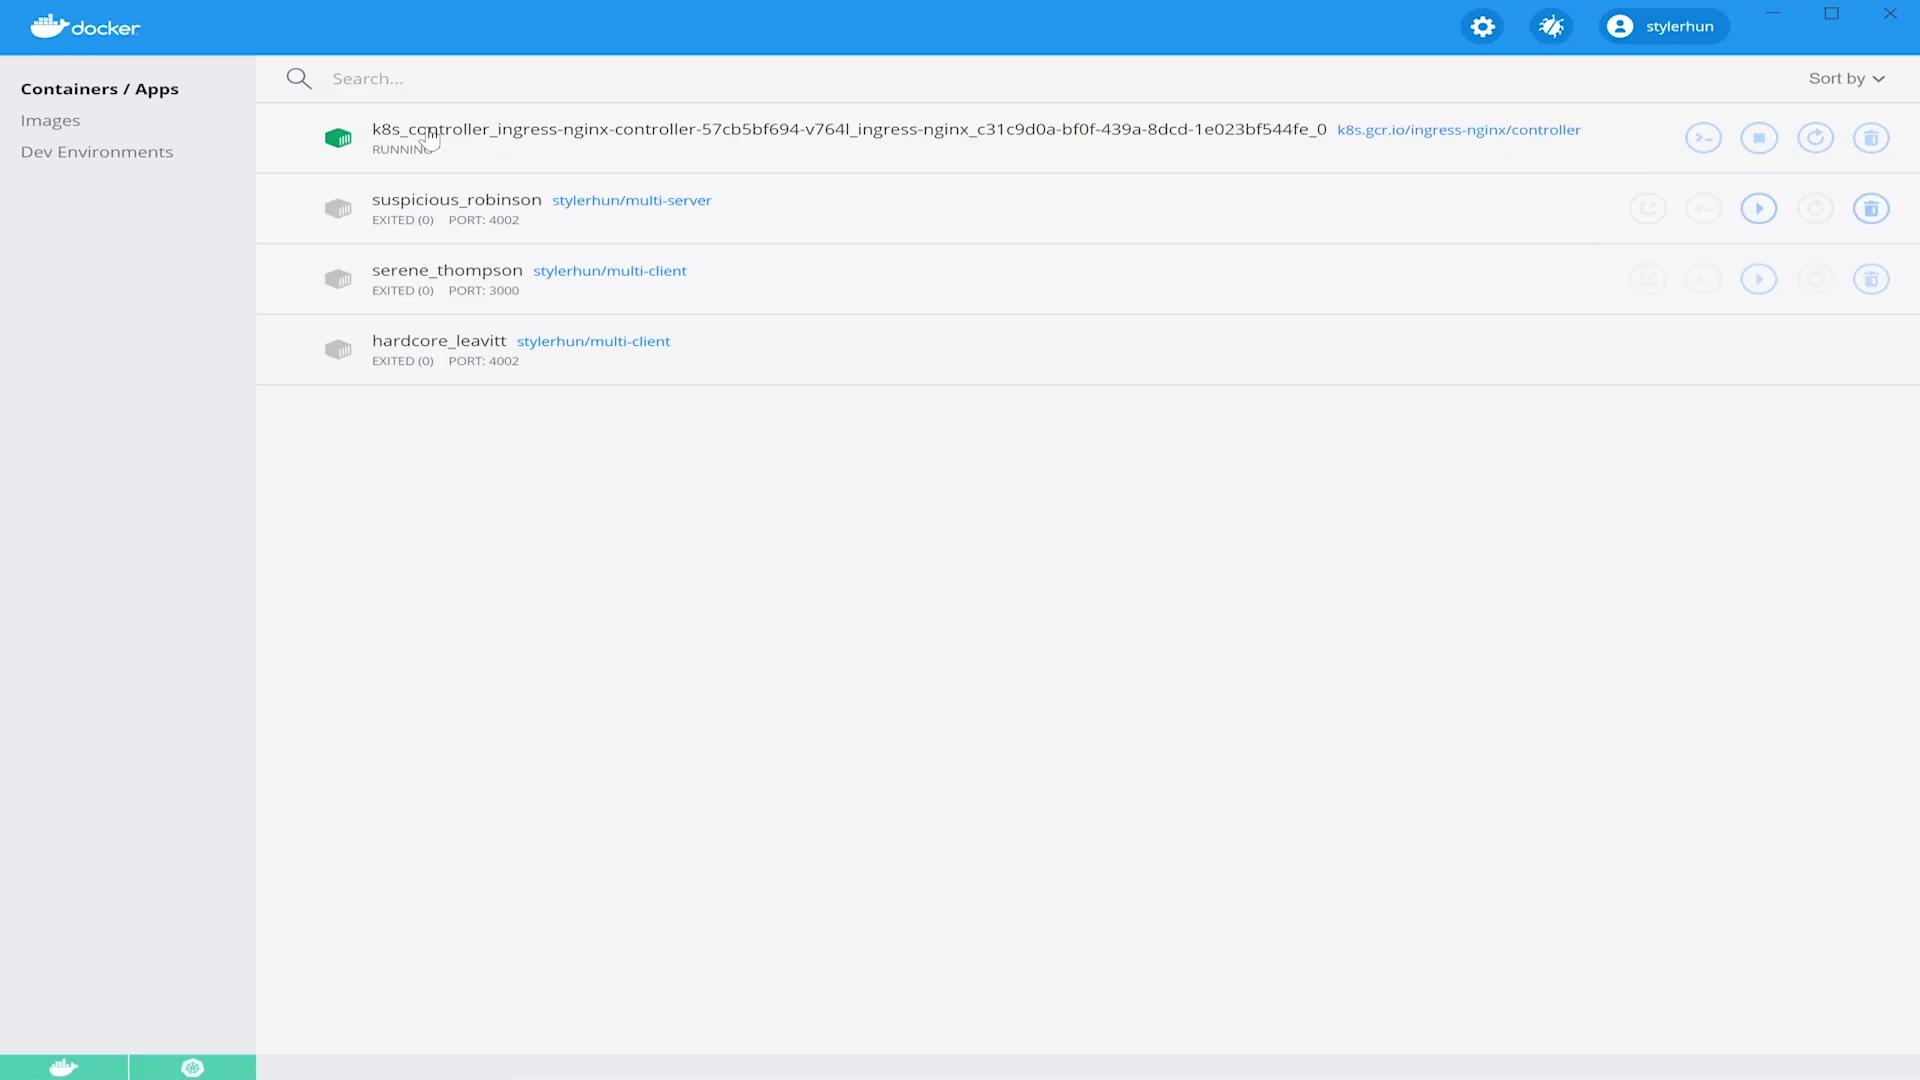 docker
stylerhun
Containers / Apps
Images
Dev Environments
Search...
Sort by
k8s_controller_ingress-nginx-controller-57cb5bf694-v764l_ingress-nginx_c31c9d0a-bf0f-439a-8dcd-1e023bf544fe_0 k8s.gcr.io/ingress-nginx/controller
RUNNING
suspicious_robinson stylerhun/multi-server
EXITED (0) PORT: 4002
serene_thompson stylerhun/multi-client
EXITED (0) PORT: 3000
hardcore_leavitt stylerhun/multi-client
EXITED (0) PORT: 4002